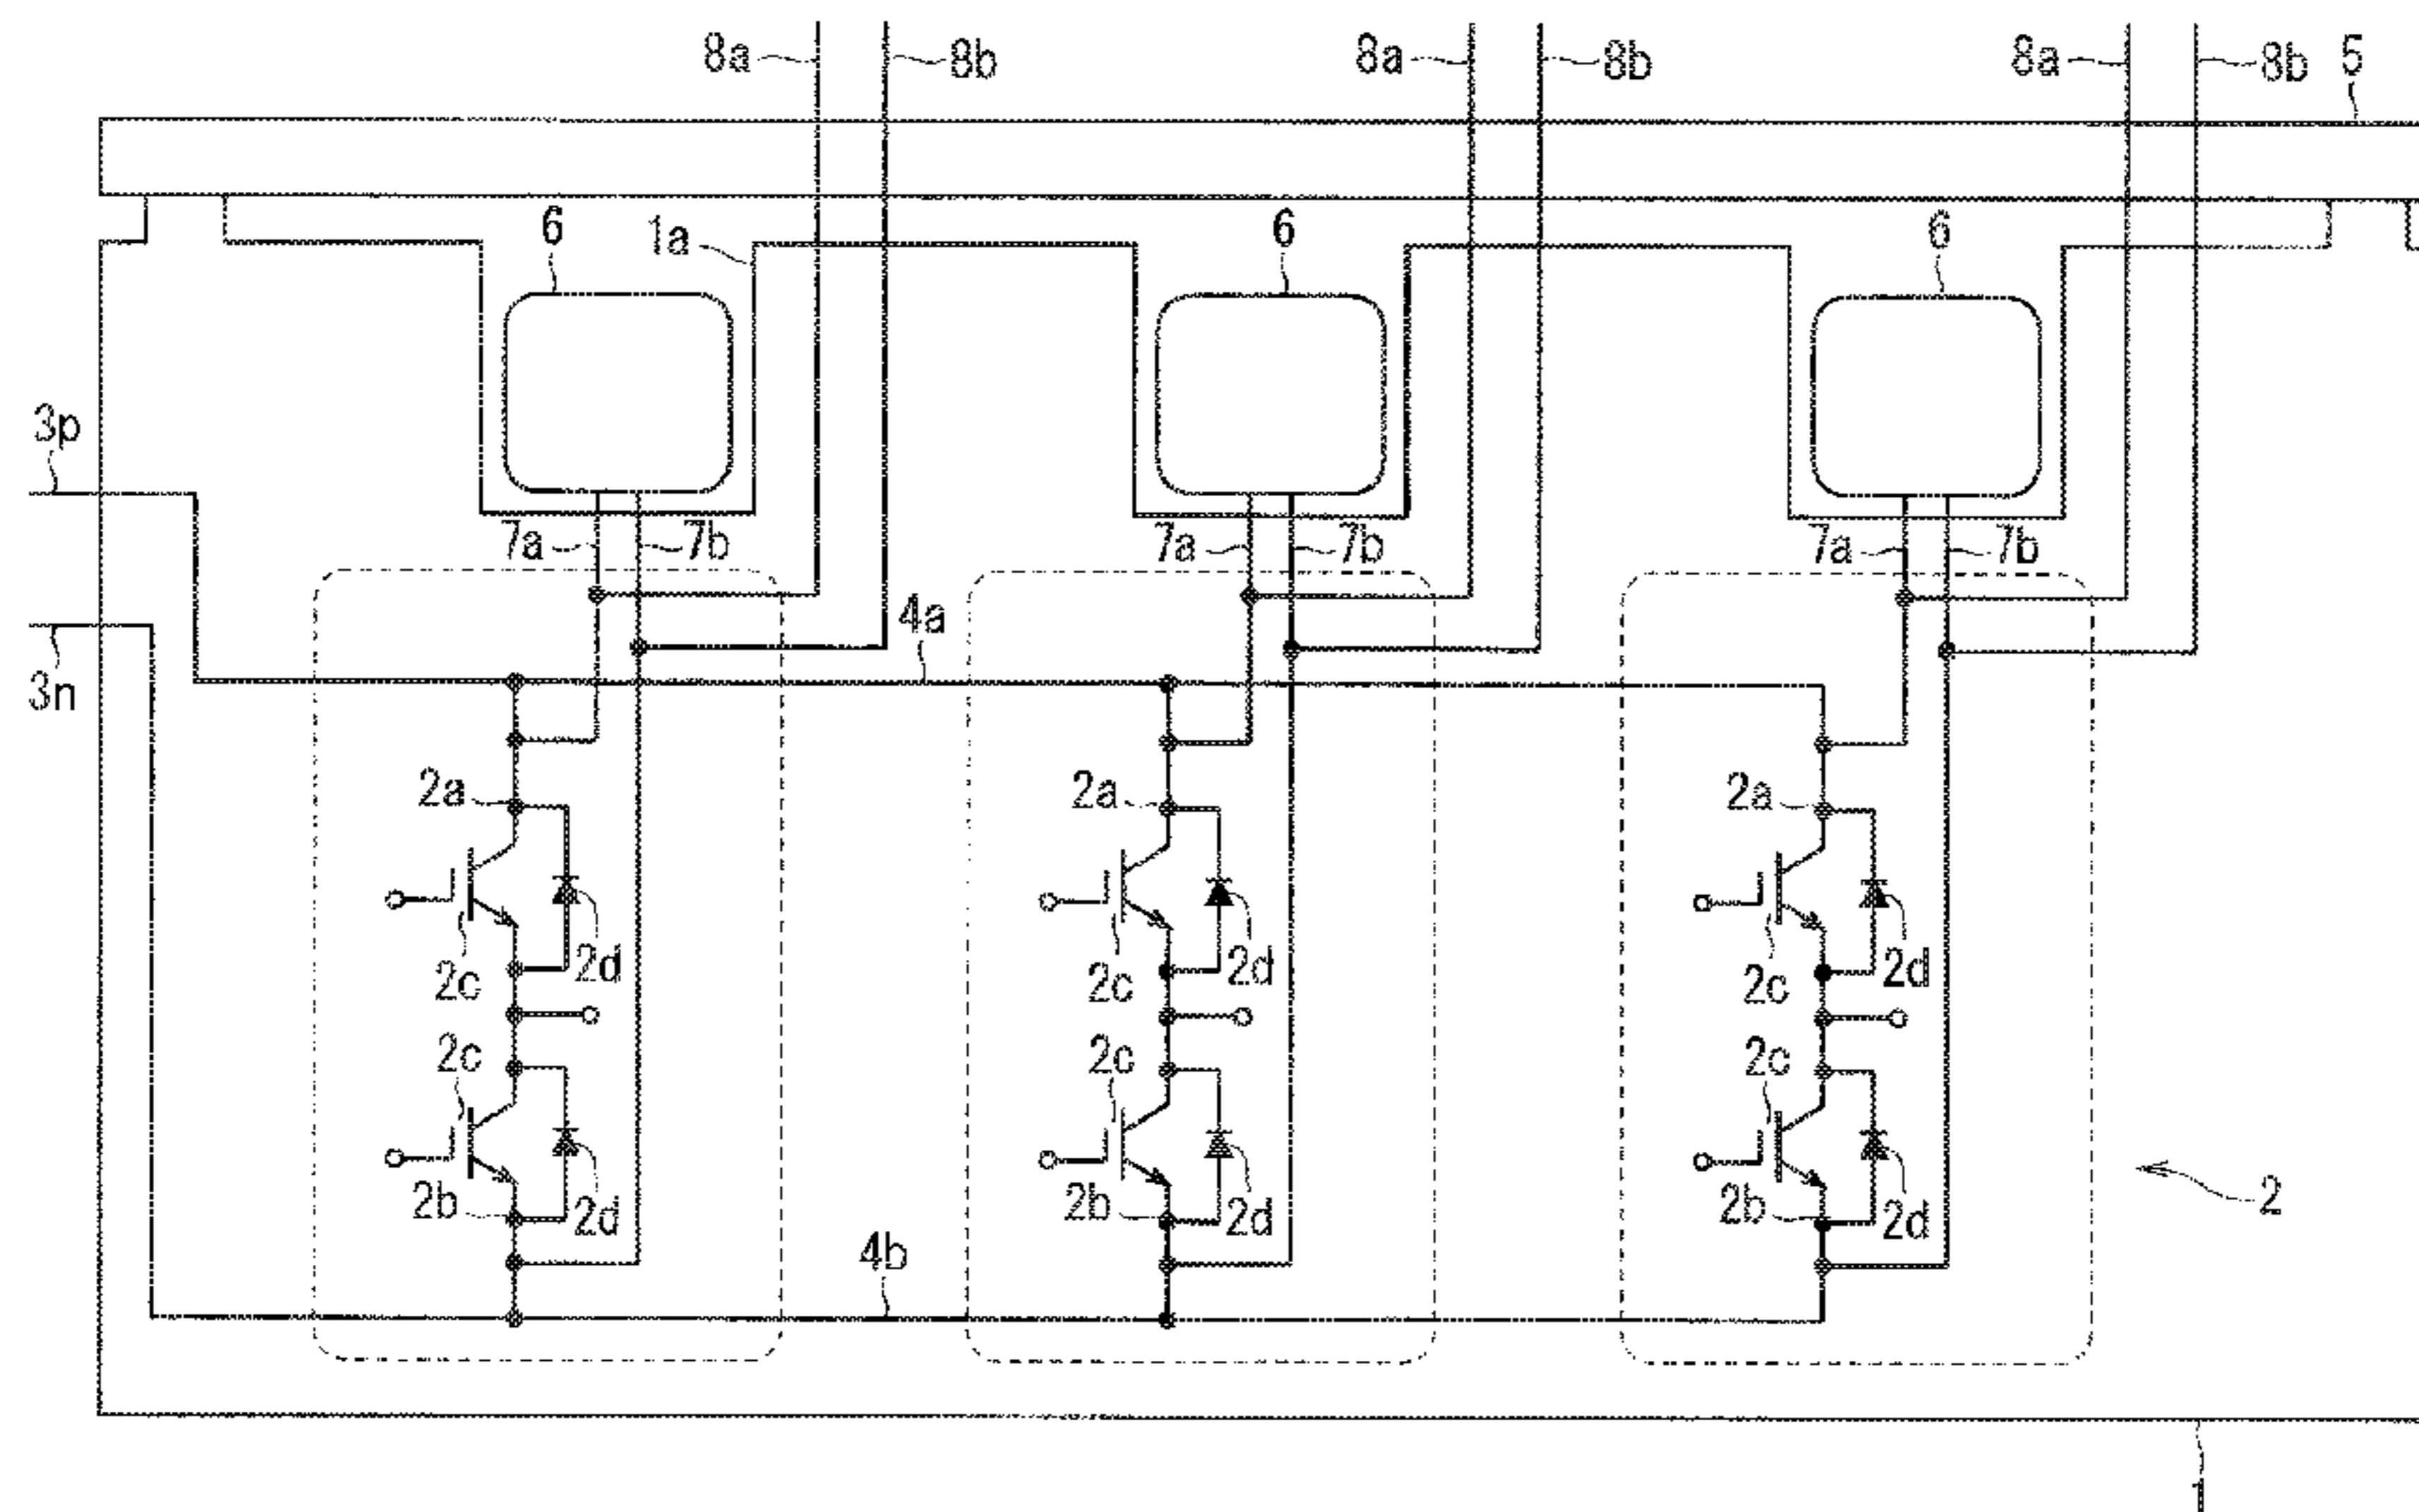 8a 8b 8a 8b 8a 8b 5
6 1a 6 6
3p
7a 7b 7a 7b 7a 7b
4a
3n
2a 2a 2a
2c 2d 2c 2d 2c 2d
2c 2c 2c
2b 2d 2b 2d 2b 2d 2
4b
1